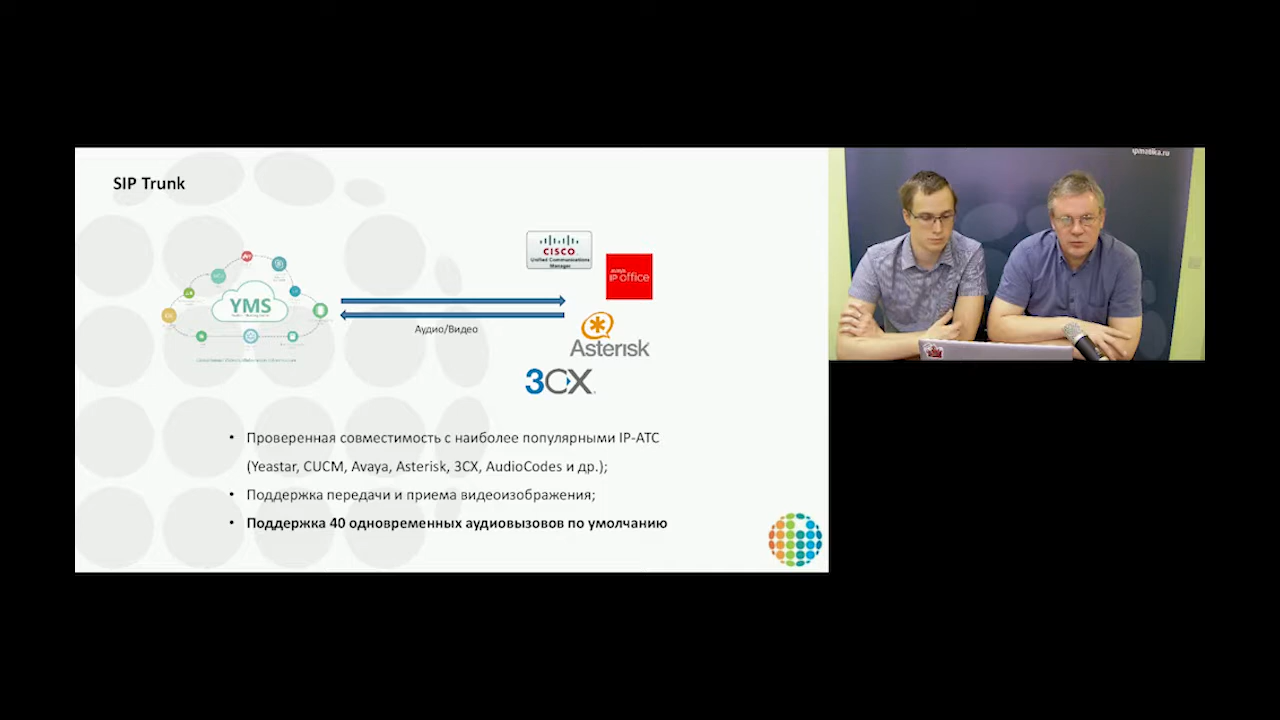 SIP Trunk
YMS
Аудио/Видео
CISCO
Unified Communications
Manager
AVAYA
IP office
Asterisk
3CX
• Проверенная совместимость с наиболее популярными IP-АТС
(Yeastar, CUCM, Avaya, Asterisk, 3CX, AudioCodes и др.);
• Поддержка передачи и приема видеоизображения;
• Поддержка 40 одновременных аудиовызовов по умолчанию
ipmatika.ru